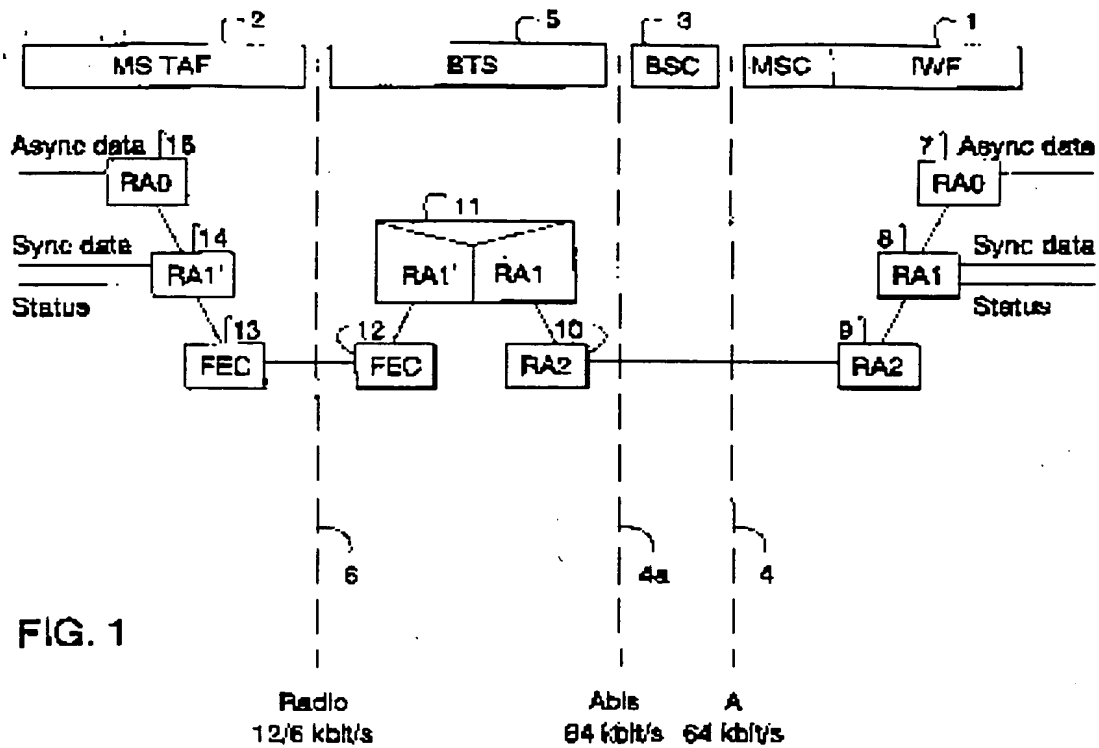 2 5 3 1
MS TAF BTS BSC MSC IWF
Async data 15 7 Async data
RA0 RA0
11
Sync data 14 8 Sync data
RA1' RA1' RA1 RA1
Status Status
13 12 10 9
FEC FEC RA2 RA2
6 4a 4
FIG. 1
Radio Abis A
12/6 kbit/s 64 kbit/s 64 kbit/s